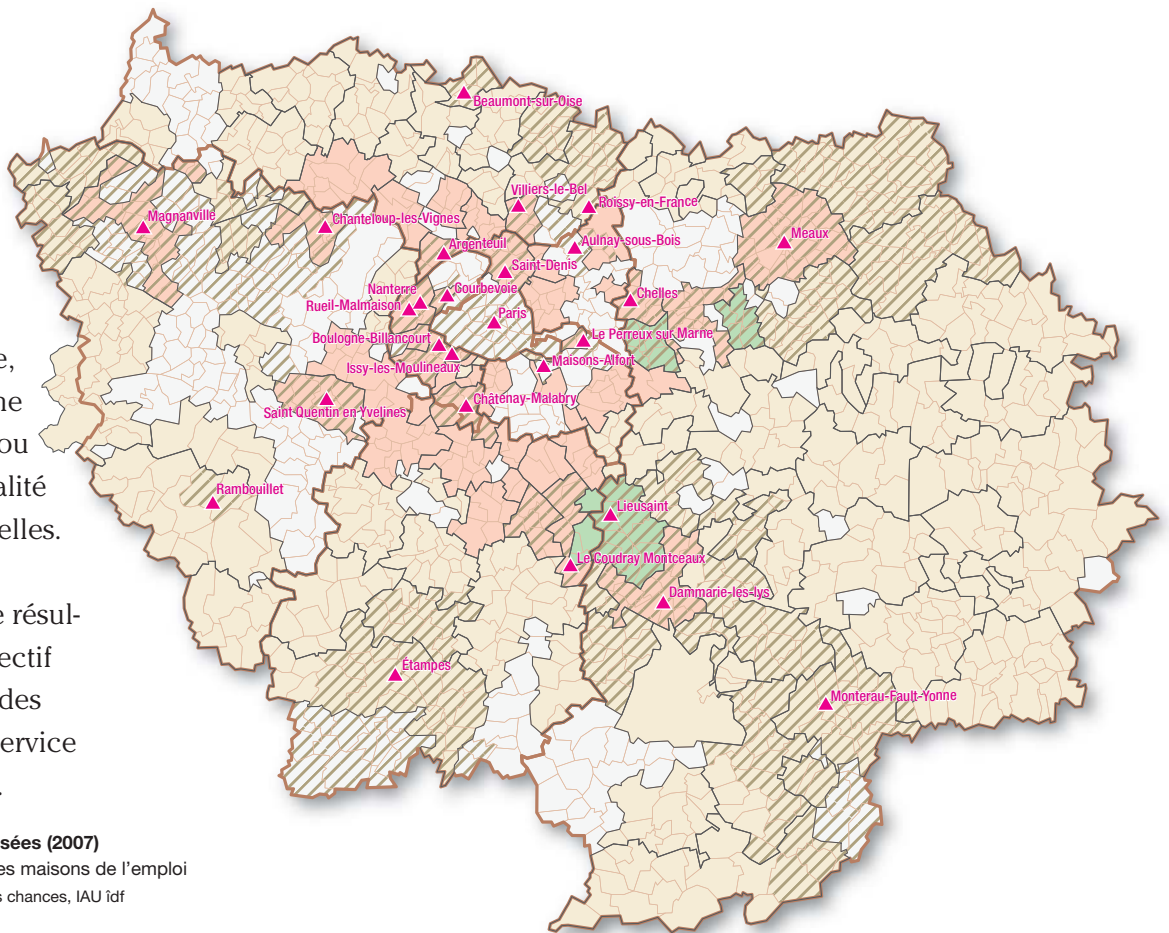 Beaumont-sur-Oise
Villiers-le-Bel
Roissy-en-France
Magnanville
Chanteloup-les-Vignes
Meaux
Argenteuil
Aulnay-sous-Bois
Saint-Denis
Nanterre
Courbevoie
Chelles
Rueil-Malmaison
Paris
Boulogne-Billancourt
Le Perreux sur Marne
Issy-les-Moulineaux
Maisons-Alfort
Saint Quentin en Yvelines
Châtenay-Malabry
Rambouillet
Lieusaint
Le Coudray Montceaux
Dammarie-les-lys
Étampes
Monterau-Fault-Yonne
e,
ne
ou
alité
elles.
e résul-
ectif
des
service
.
sées (2007)
es maisons de l'emploi
s chances, IAU îdf